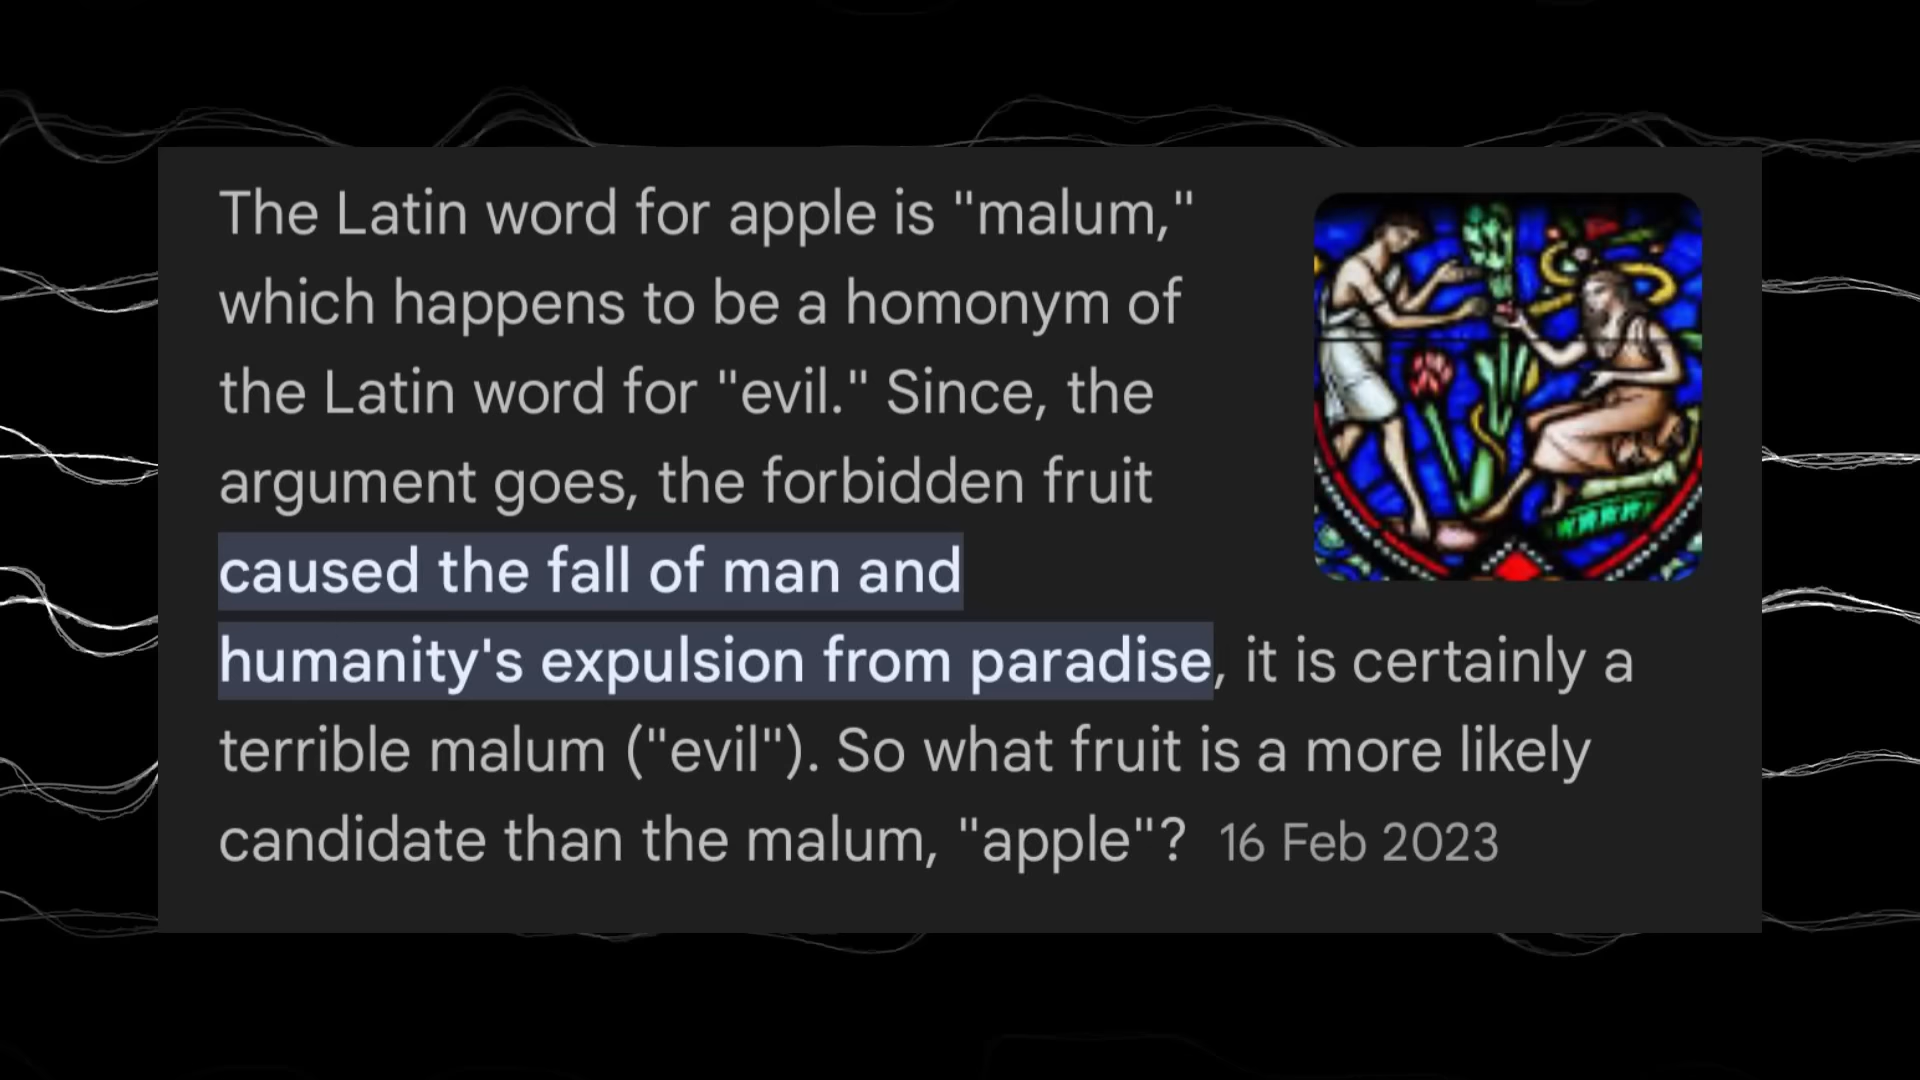 The Latin word for apple is "malum,"
which happens to be a homonym of
the Latin word for "evil." Since, the
argument goes, the forbidden fruit
caused the fall of man and
humanity's expulsion from paradise, it is certainly a
terrible malum ("evil"). So what fruit is a more likely
candidate than the malum, "apple"? 16 Feb 2023